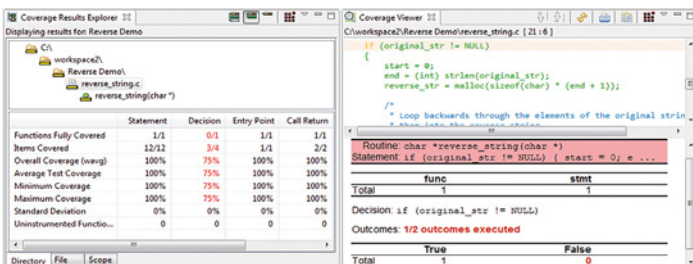 Coverage Results Explorer
Displaying results for: Reverse Demo
C:\
workspace2\
Reverse Demo\
reverse_string.c
reverse_string(char *)
Statement Decision Entry Point Call Return
Functions Fully Covered 1/1 0/1 1/1 1/1
Items Covered 12/12 3/4 1/1 2/2
Overall Coverage (wavg) 100% 75% 100% 100%
Average Test Coverage 100% 75% 100% 100%
Minimum Coverage 100% 75% 100% 100%
Maximum Coverage 100% 75% 100% 100%
Standard Deviation 0% 0% 0% 0%
Uninstrumented Functio... 0 0 0 0
Directory File Scope
Coverage Viewer
C:\workspace2\Reverse Demo\reverse_string.c [ 21 : 6 ]
if (original_str != NULL)
{
start = 0;
end = (int) strlen(original_str);
reverse_str = malloc(sizeof(char) * (end + 1));
/*
* Loop backwards through the elements of the original strin
Routine: char *reverse_string(char *)
Statement: if (original_str != NULL) { start = 0; e ...
func stmt
Total 1 1
Decision: if (original_str != NULL)
Outcomes: 1/2 outcomes executed
True False
Total 1 0